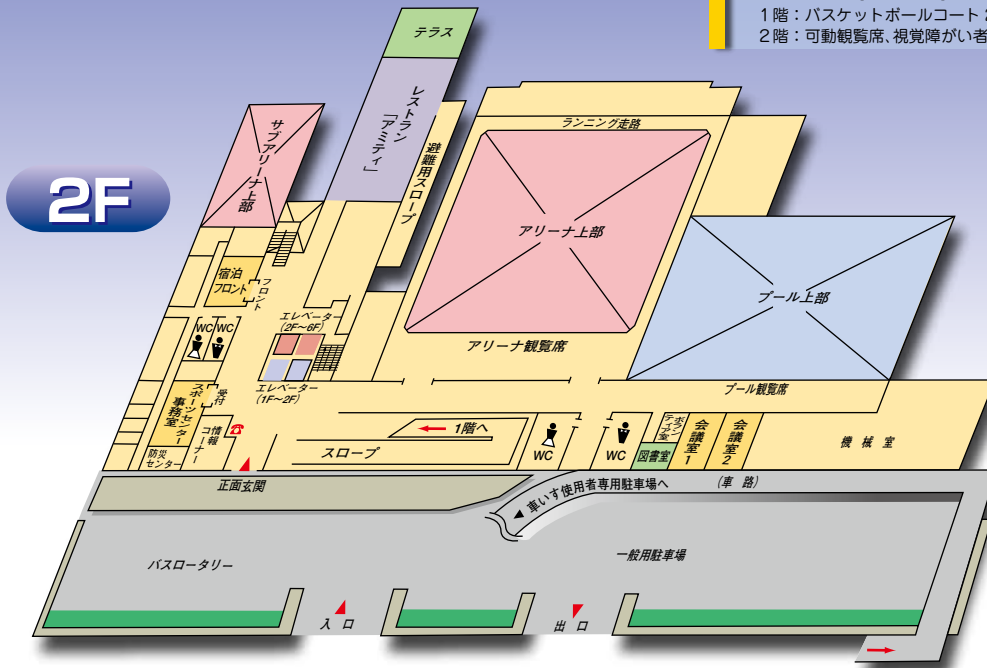 1階：バスケットボールコート
2階：可動観覧席、視覚障がい者
2F
テラス
レストラン
「アミティ」
避難用スロープ
サブアリーナ上部
ランニング走路
アリーナ上部
プール上部
宿泊
フロント
フロント
エレベーター
(2F〜6F)
アリーナ観覧席
WC
WC
エレベーター
(1F〜2F)
プール観覧席
スポーツセンター
事務室
受付
情報
コーナー
防災
センター
1階へ
スロープ
WC
WC
ボラン
ティア室
図書室
会議室1
会議室2
機械室
正面玄関
車いす使用者専用駐車場へ
(車 路)
バスロータリー
一般用駐車場
入 口
出 口